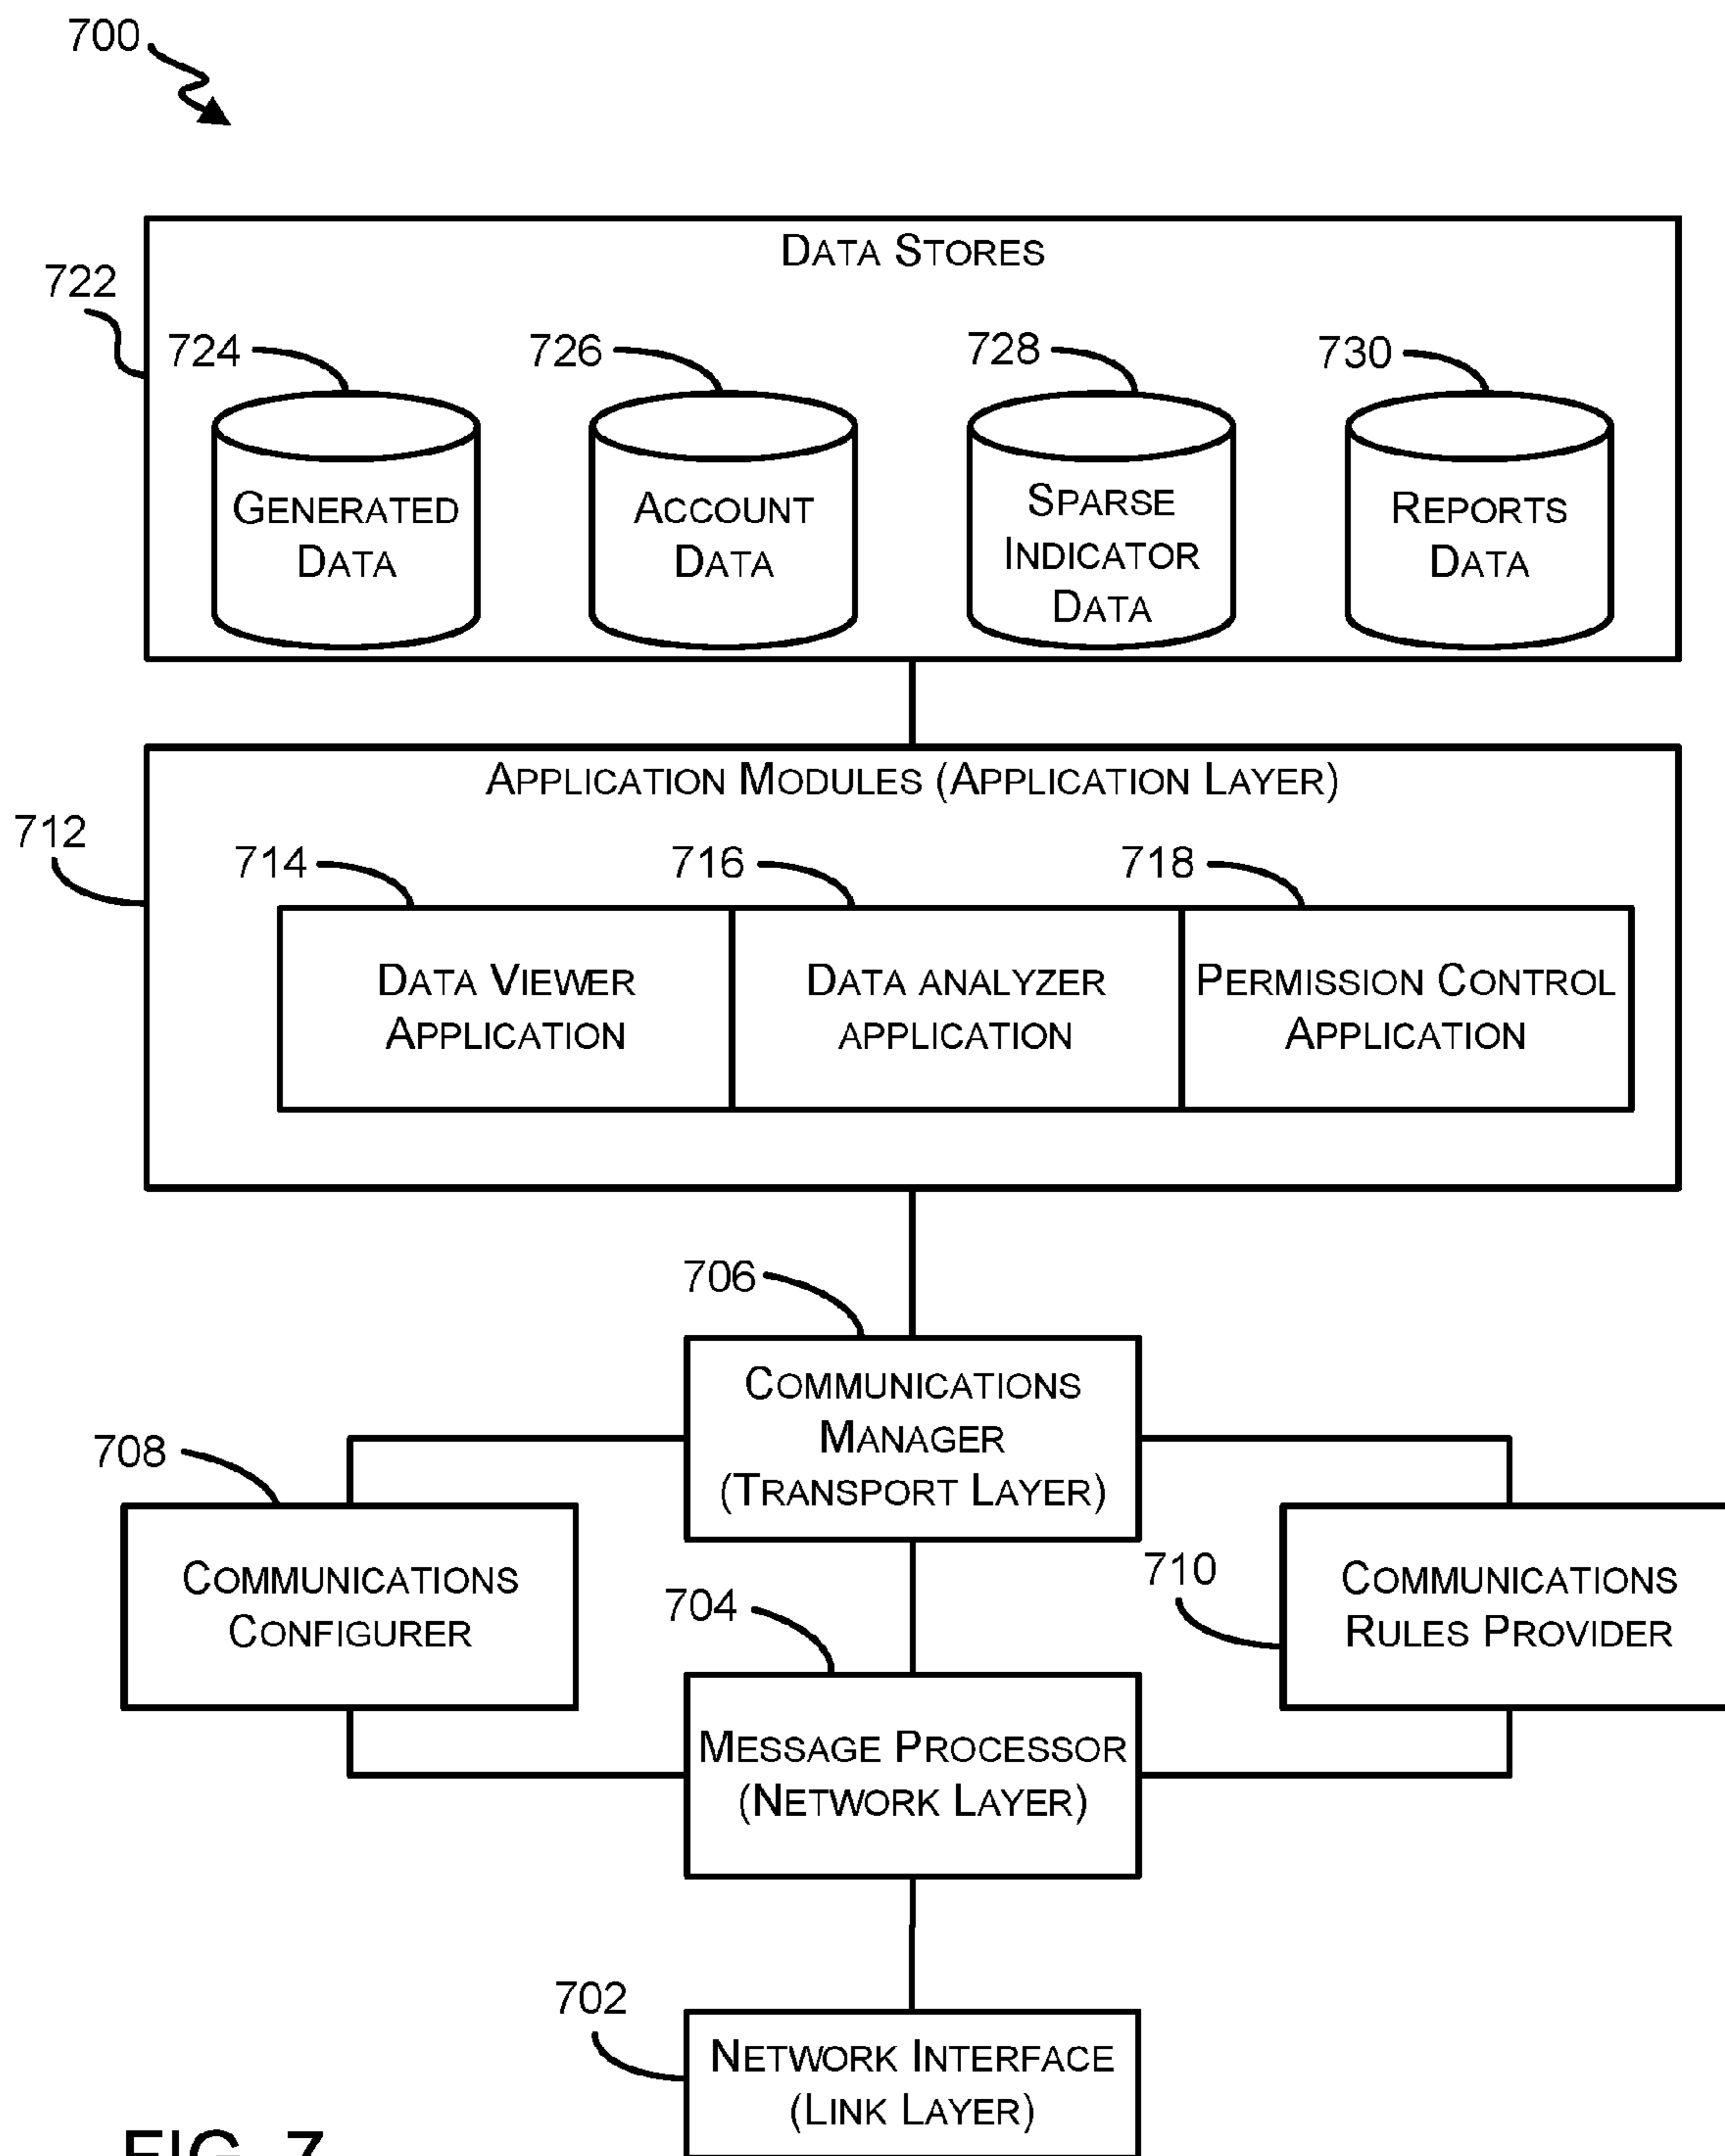 700
DATA STORES
722
724
726
728
730
GENERATED
DATA
ACCOUNT
DATA
SPARSE
INDICATOR
DATA
REPORTS
DATA
APPLICATION MODULES (APPLICATION LAYER)
712
714
716
718
DATA VIEWER
APPLICATION
DATA ANALYZER
APPLICATION
PERMISSION CONTROL
APPLICATION
706
COMMUNICATIONS
MANAGER
(TRANSPORT LAYER)
708
COMMUNICATIONS
CONFIGURER
710
COMMUNICATIONS
RULES PROVIDER
704
MESSAGE PROCESSOR
(NETWORK LAYER)
702
NETWORK INTERFACE
(LINK LAYER)
FIG. 7